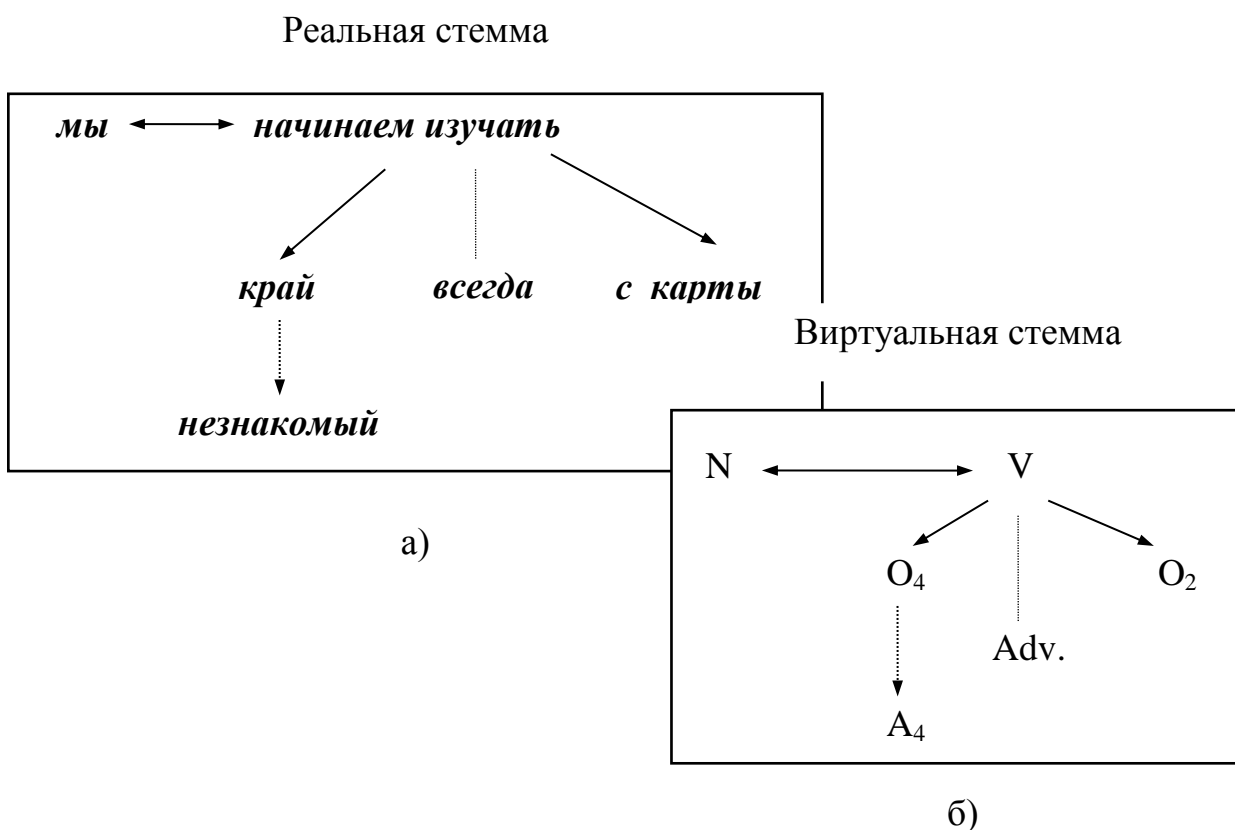 Реальная стемма
мы начинаем изучать
край всегда с карты
Виртуальная стемма
незнакомый
N V
а)
O₄ O₂
Adv.
A₄
б)